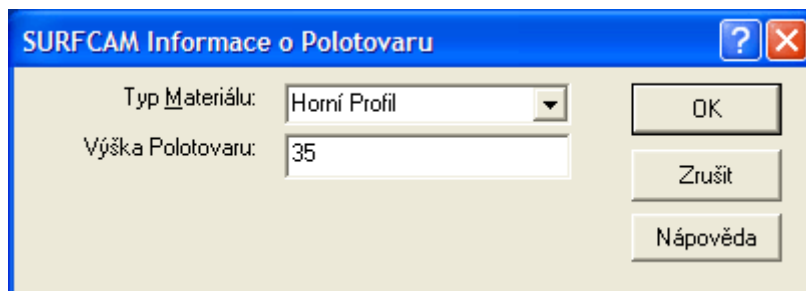 SURFCAM Informace o Polotovaru
Typ Materiálu: Horní Profil
Výška Polotovaru: 35
OK
Zrušit
Nápověda